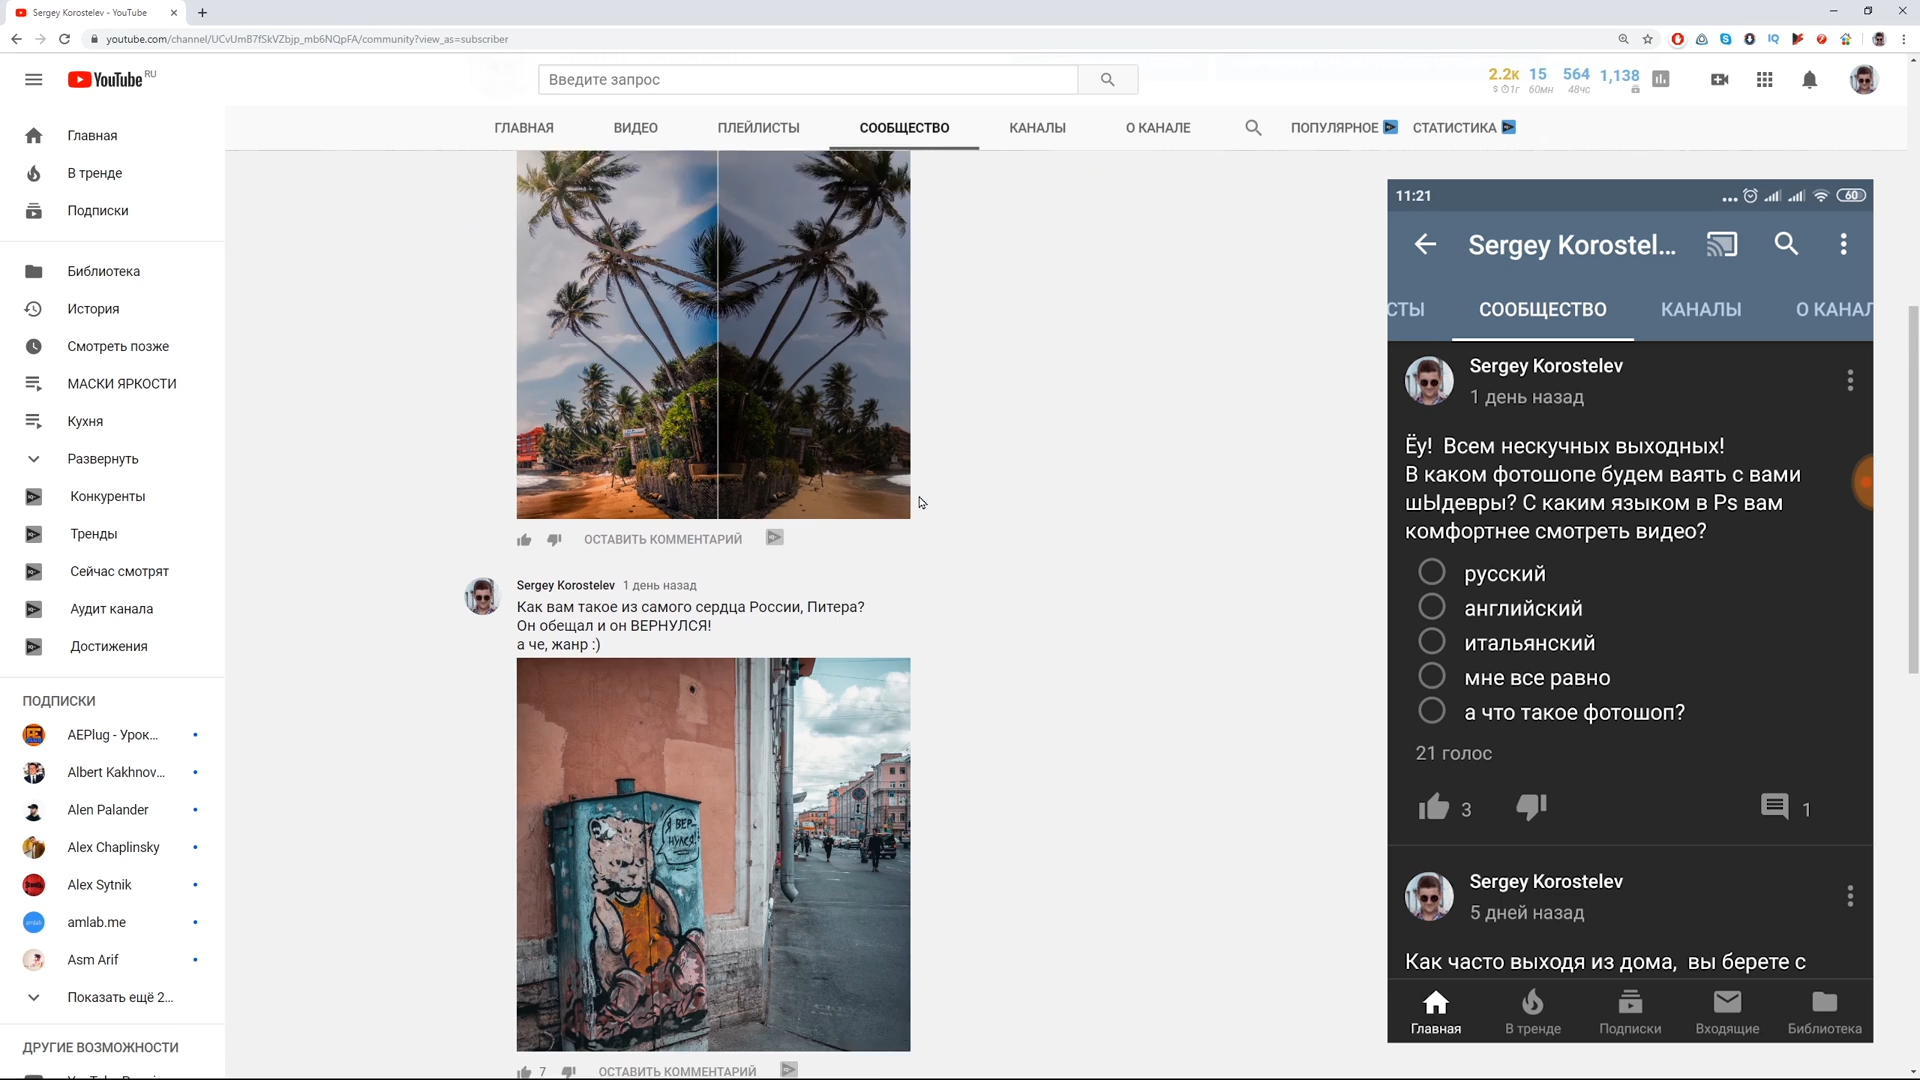 Sergey Korostelev - YouTube
youtube.com/channel/UCvUmB7fSkVZbjp_mb6NQpFA/community?view_as=subscriber
YouTube RU
Введите запрос
2.2к 15 564 1,138
$ 1г 60мн 48чс
ГЛАВНАЯ ВИДЕО ПЛЕЙЛИСТЫ СООБЩЕСТВО КАНАЛЫ О КАНАЛЕ ПОПУЛЯРНОЕ СТАТИСТИКА
Главная
В тренде
Подписки
Библиотека
История
Смотреть позже
МАСКИ ЯРКОСТИ
Кухня
Развернуть
Конкуренты
Тренды
Сейчас смотрят
Аудит канала
Достижения
ПОДПИСКИ
AEPlug - Урок...
Albert Kakhnov...
Alen Palander
Alex Chaplinsky
Alex Sytnik
amlab.me
Asm Arif
Показать ещё 2...
ДРУГИЕ ВОЗМОЖНОСТИ
ОСТАВИТЬ КОММЕНТАРИЙ
Sergey Korostelev 1 день назад
Как вам такое из самого сердца России, Питера?
Он обещал и он ВЕРНУЛСЯ!
а че, жанр :)
Я ВЕР-
НУЛСЯ!
7 ОСТАВИТЬ КОММЕНТАРИЙ
11:21
60
Sergey Korostel...
СТЫ СООБЩЕСТВО КАНАЛЫ О КАНАЛ
Sergey Korostelev
1 день назад
Ёу! Всем нескучных выходных!
В каком фотошопе будем ваять с вами
шЫдевры? С каким языком в Ps вам
комфортнее смотреть видео?
русский
английский
итальянский
мне все равно
а что такое фотошоп?
21 голос
3 1
Sergey Korostelev
5 дней назад
Как часто выходя из дома, вы берете с
Главная В тренде Подписки Входящие Библиотека